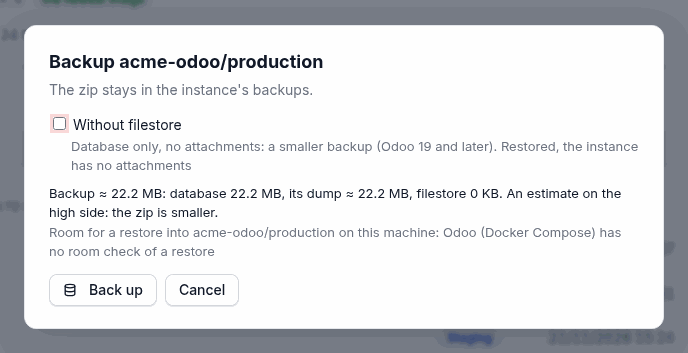 Backup acme-odoo/production
The zip stays in the instance's backups.
Without filestore
Database only, no attachments: a smaller backup (Odoo 19 and later). Restored, the instance
has no attachments
Backup ≈ 22.2 MB: database 22.2 MB, its dump ≈ 22.2 MB, filestore 0 KB. An estimate on the
high side: the zip is smaller.
Room for a restore into acme-odoo/production on this machine: Odoo (Docker Compose) has
no room check of a restore
Back up
Cancel